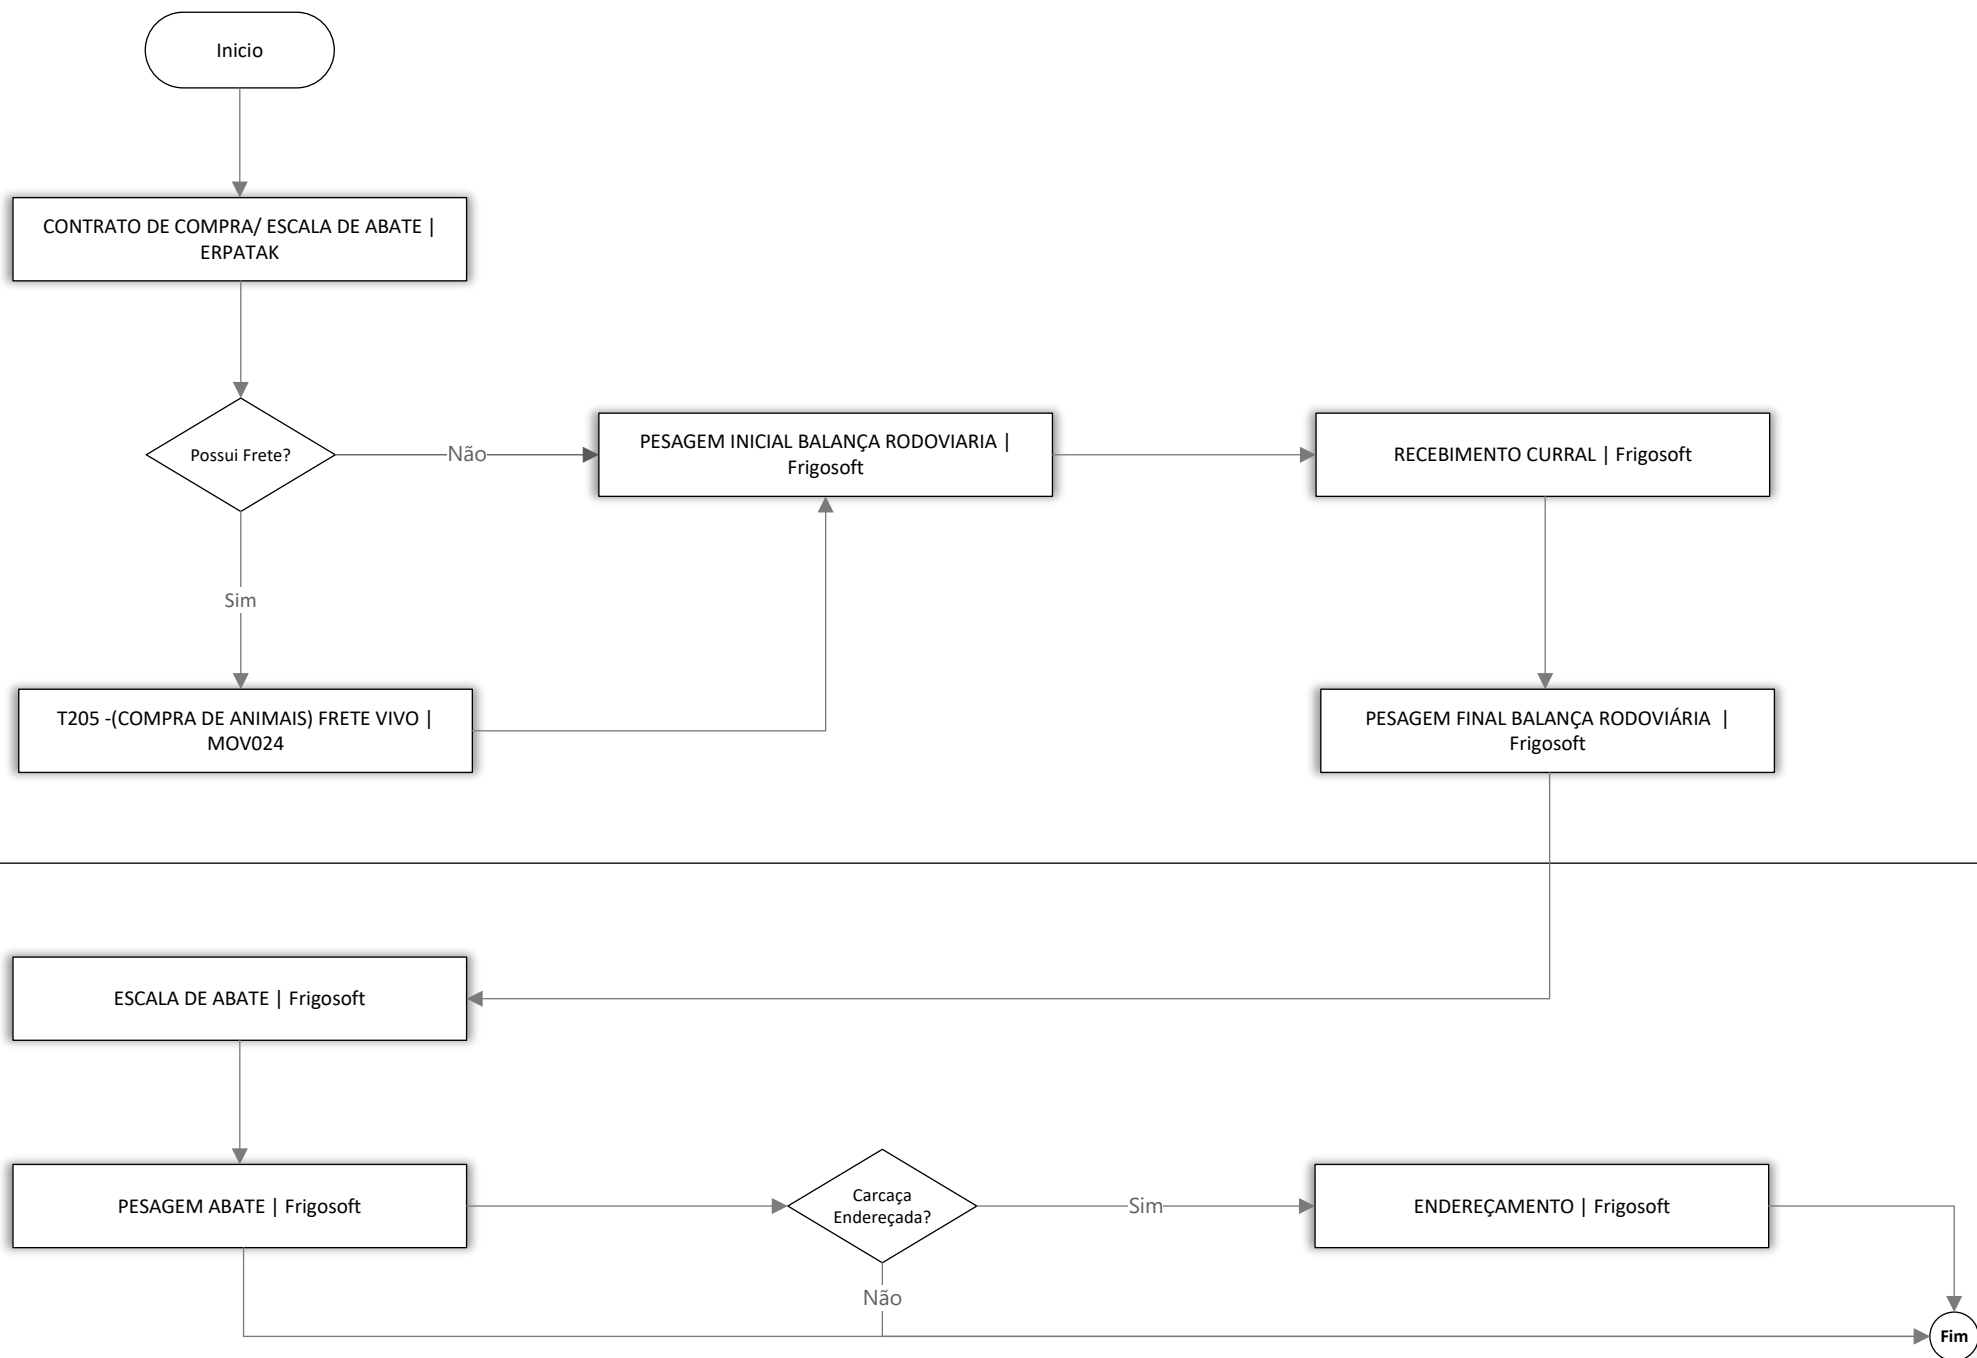 Inicio
CONTRATO DE COMPRA/ ESCALA DE ABATE |
ERPATAK
Possui Frete?
Não
PESAGEM INICIAL BALANÇA RODOVIARIA |
Frigosoft
RECEBIMENTO CURRAL | Frigosoft
Sim
T205 -(COMPRA DE ANIMAIS) FRETE VIVO |
MOV024
PESAGEM FINAL BALANÇA RODOVIÁRIA |
Frigosoft
ESCALA DE ABATE | Frigosoft
PESAGEM ABATE | Frigosoft
Carcaça
Endereçada?
Sim
ENDEREÇAMENTO | Frigosoft
Não
Fim